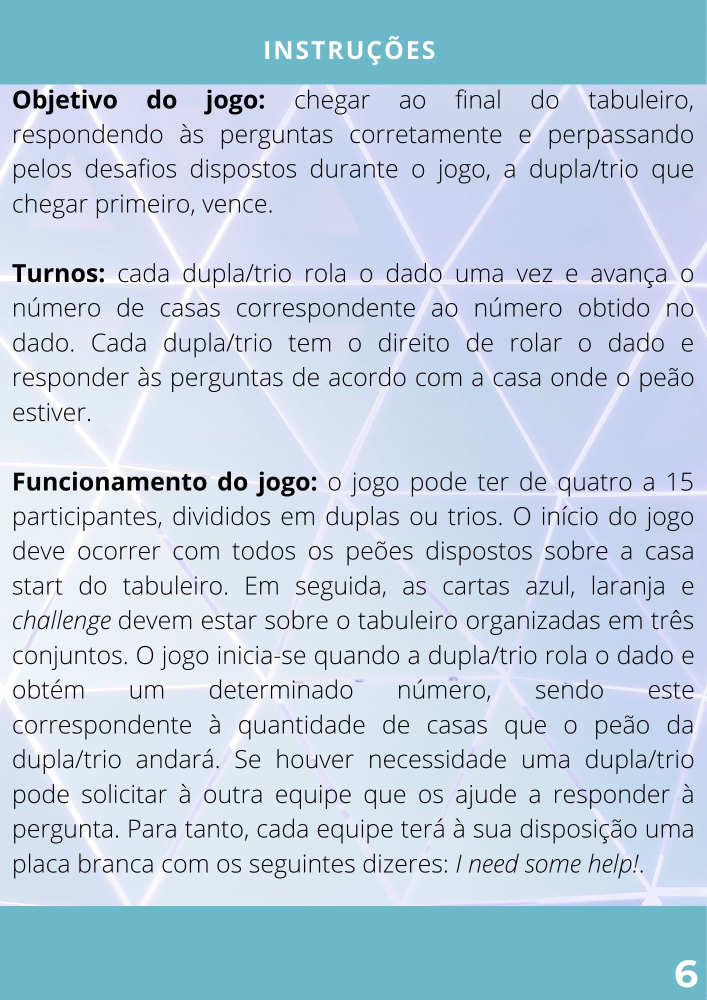 INSTRUÇÕES
Objetivo do jogo: chegar ao final do tabuleiro,
respondendo às perguntas corretamente e perpassando
pelos desafios dispostos durante o jogo, a dupla/trio que
chegar primeiro, vence.
Turnos: cada dupla/trio rola o dado uma vez e avança o
número de casas correspondente ao número obtido no
dado. Cada dupla/trio tem o direito de rolar o dado e
responder às perguntas de acordo com a casa onde o peão
estiver.
Funcionamento do jogo: o jogo pode ter de quatro a 15
participantes, divididos em duplas ou trios. O início do jogo
deve ocorrer com todos os peões dispostos sobre a casa
start do tabuleiro. Em seguida, as cartas azul, laranja e
challenge devem estar sobre o tabuleiro organizadas em três
conjuntos. O jogo inicia-se quando a dupla/trio rola o dado e
obtém um determinado número, sendo este
correspondente à quantidade de casas que o peão da
dupla/trio andará. Se houver necessidade uma dupla/trio
pode solicitar à outra equipe que os ajude a responder à
pergunta. Para tanto, cada equipe terá à sua disposição uma
placa branca com os seguintes dizeres: I need some help!.
6